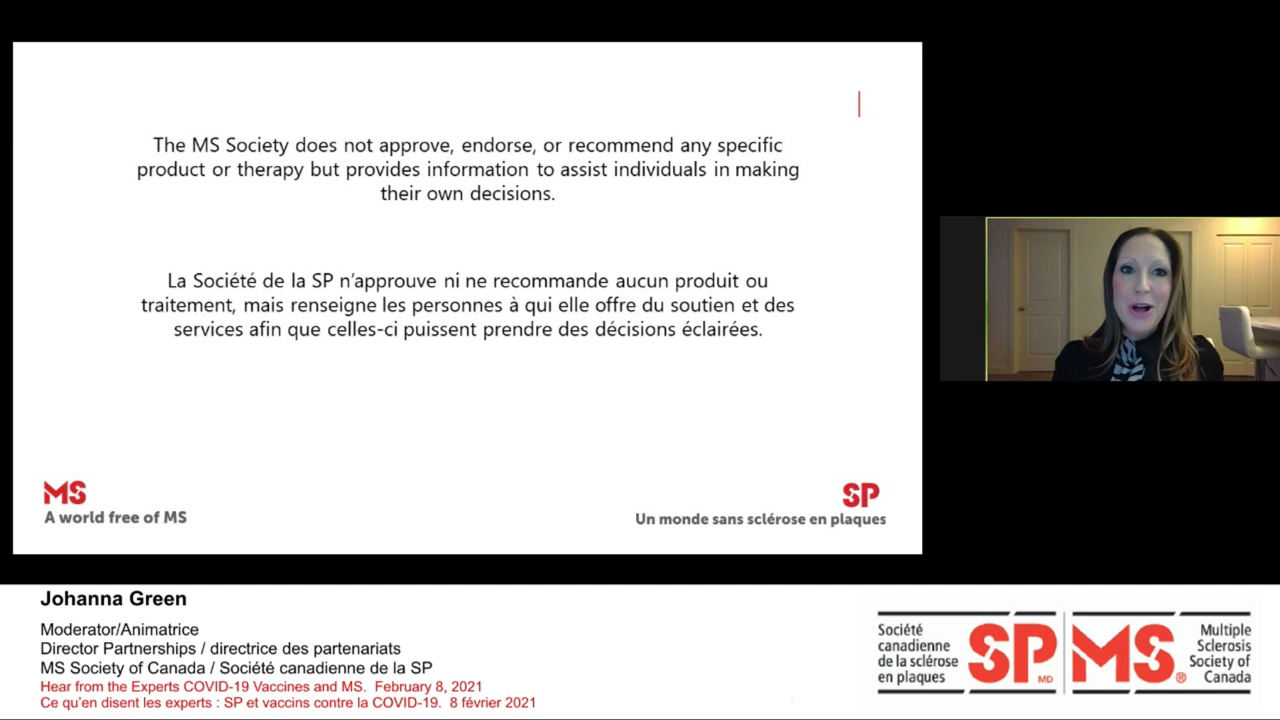 The MS Society does not approve, endorse, or recommend any specific
product or therapy but provides information to assist individuals in making
their own decisions.
La Société de la SP n’approuve ni ne recommande aucun produit ou
traitement, mais renseigne les personnes à qui elle offre du soutien et des
services afin que celles-ci puissent prendre des décisions éclairées.
MS
A world free of MS
SP
Un monde sans sclérose en plaques
Johanna Green
Moderator/Animatrice
Director Partnerships / directrice des partenariats
MS Society of Canada / Société canadienne de la SP
Hear from the Experts COVID-19 Vaccines and MS.  February 8, 2021
Ce qu'en disent les experts : SP et vaccins contre la COVID-19.  8 février 2021
Société
canadienne
de la sclérose
en plaques
SP MD
MS ®
Multiple
Sclerosis
Society of
Canada